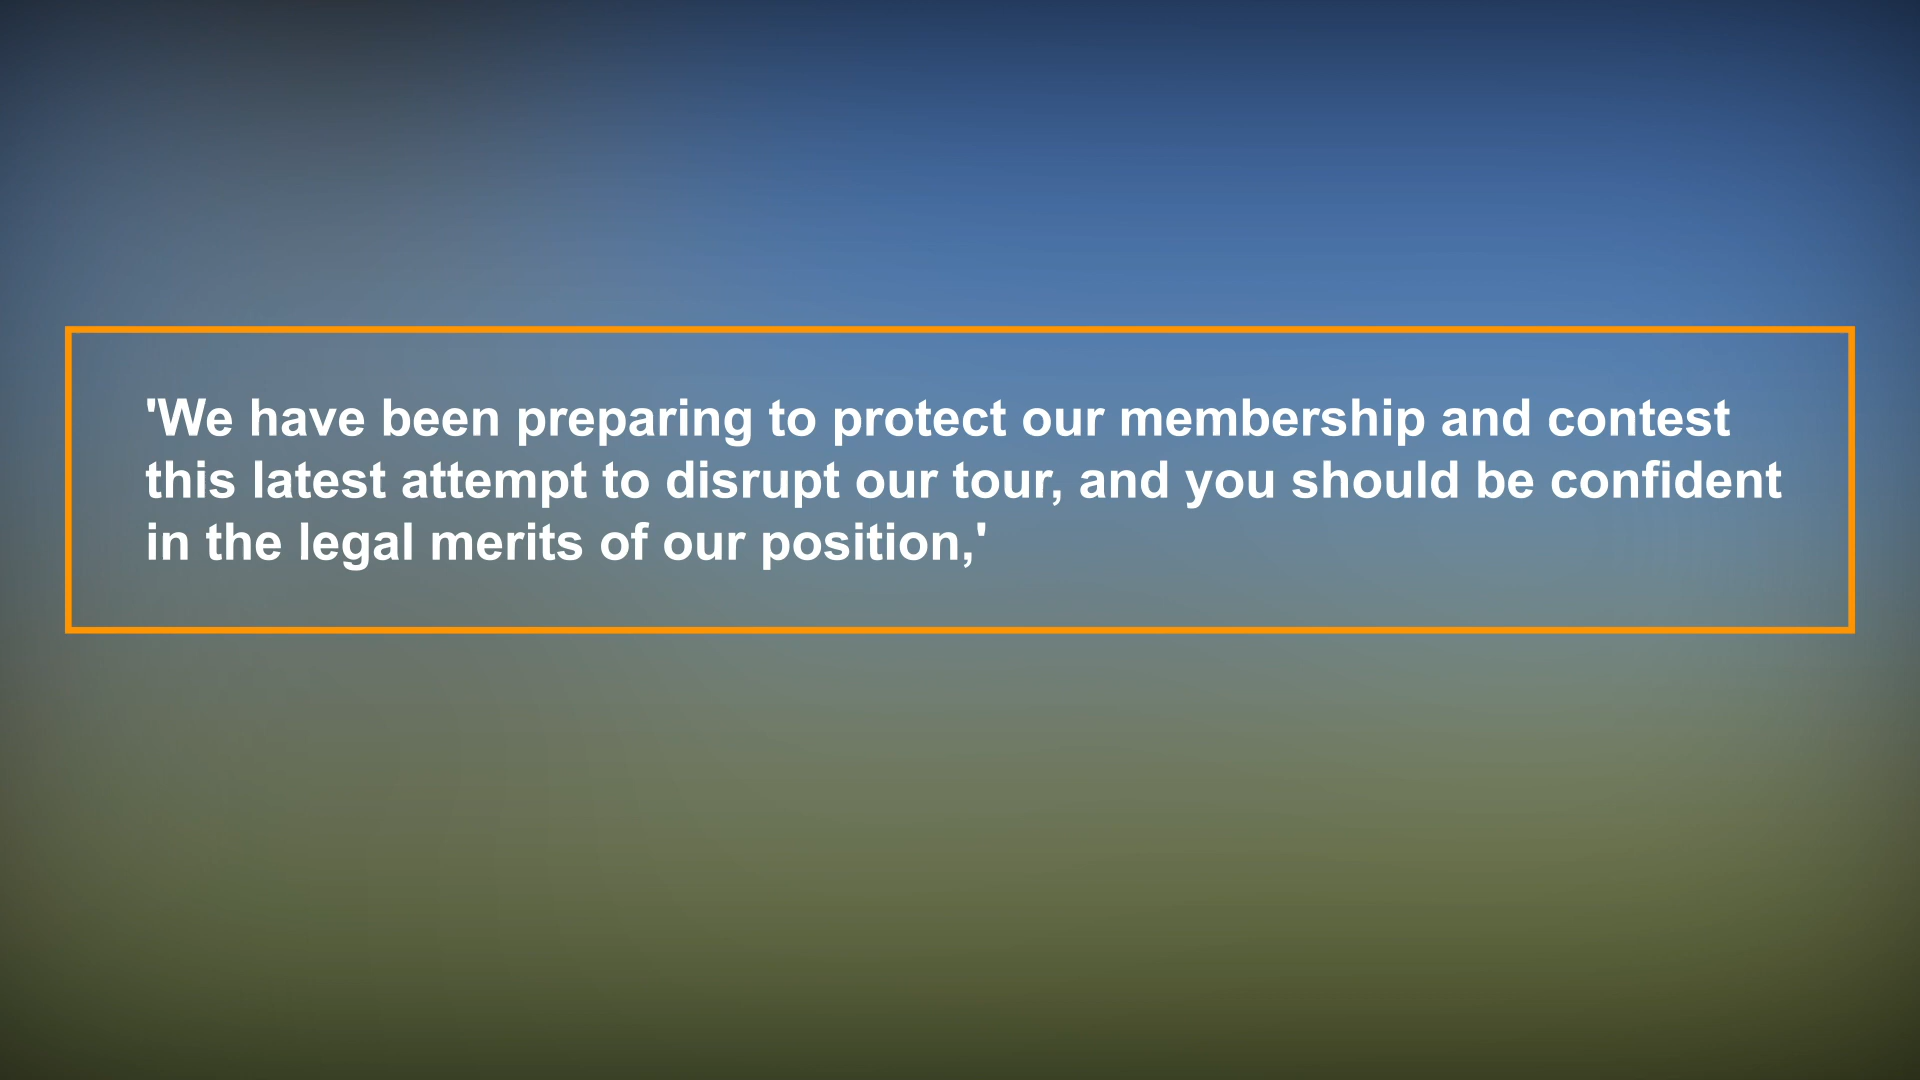 'We have been preparing to protect our membership and contest
this latest attempt to disrupt our tour, and you should be confident
in the legal merits of our position,'